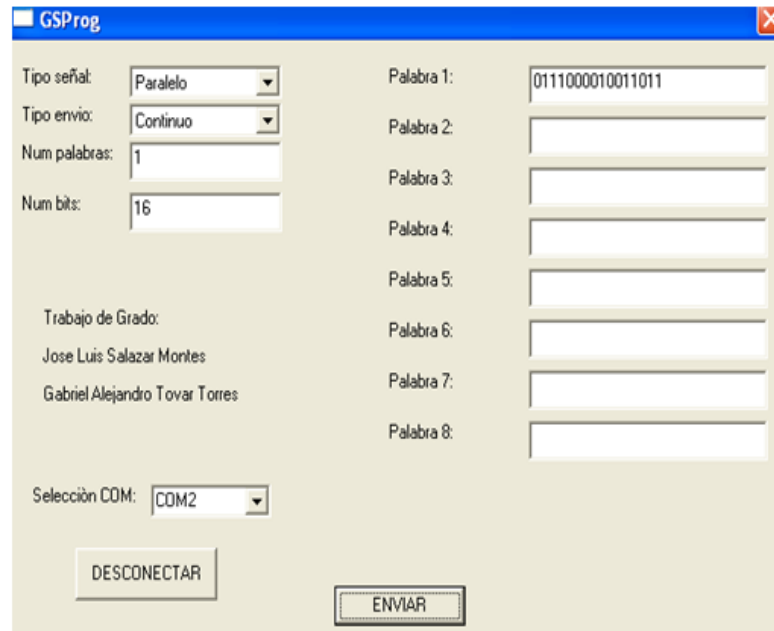 GSProg
Tipo señal: Paralelo
Tipo envio: Continuo
Num palabras: 1
Num bits: 16
Trabajo de Grado:
Jose Luis Salazar Montes
Gabriel Alejandro Tovar Torres
Selecciòn COM: COM2
DESCONECTAR
Palabra 1: 0111000010011011
Palabra 2:
Palabra 3:
Palabra 4:
Palabra 5:
Palabra 6:
Palabra 7:
Palabra 8:
ENVIAR